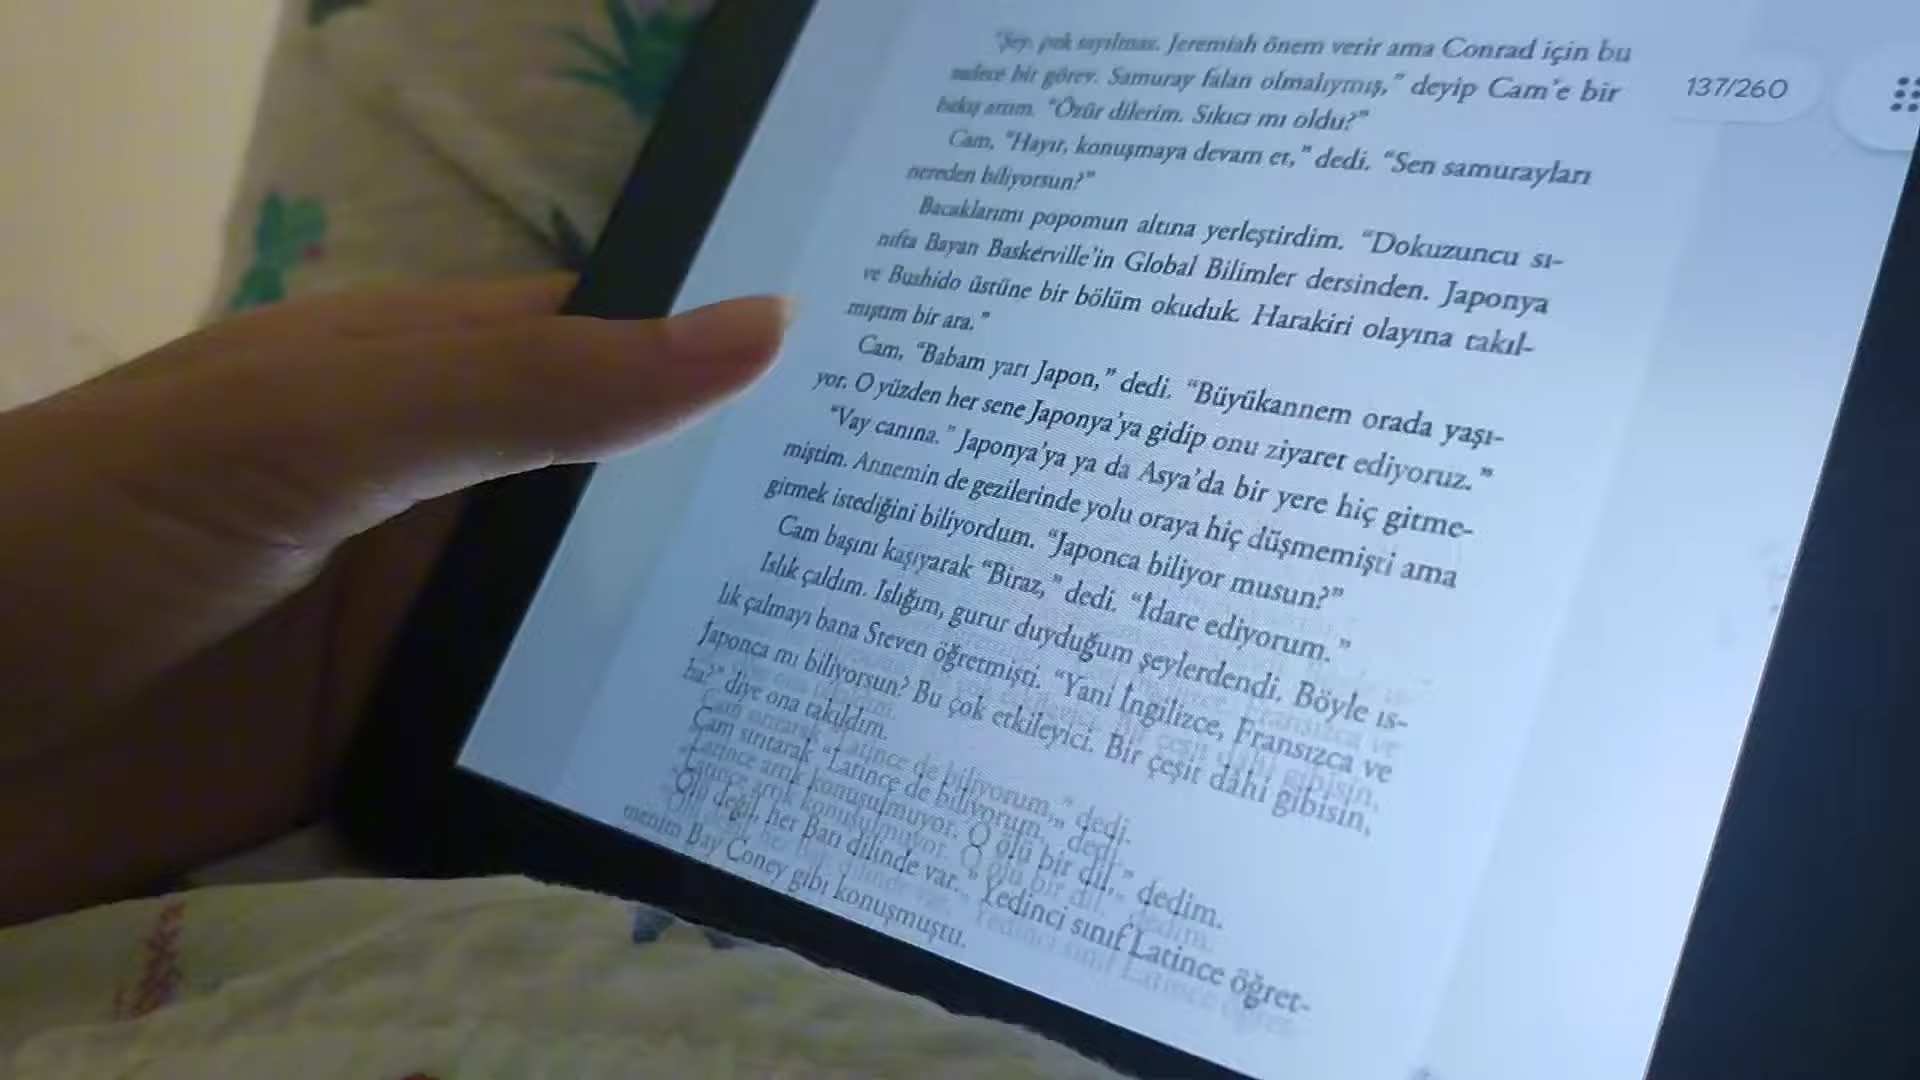 "Şey, pek sayılmaz. Jeremiah önem verir ama Conrad için bu
sadece bir görev. Samuray falan olmalıymış," deyip Cam'e bir
bakış attım. "Özür dilerim. Sıkıcı mı oldu?"
137/260
Cam, "Hayır, konuşmaya devam et," dedi. "Sen samurayları
nereden biliyorsun?"
Bacaklarımı popomun altına yerleştirdim. "Dokuzuncu sı-
nıfta Bayan Baskerville'in Global Bilimler dersinden. Japonya
ve Bushido üstüne bir bölüm okuduk. Harakiri olayına takıl-
mıştım bir ara."
Cam, "Babam yarı Japon," dedi. "Büyükannem orada yaşı-
yor. O yüzden her sene Japonya'ya gidip onu ziyaret ediyoruz."
"Vay canına." Japonya'ya ya da Asya'da bir yere hiç gitme-
miştim. Annemin de gezilerinde yolu oraya hiç düşmemişti ama
gitmek istediğini biliyordum. "Japonca biliyor musun?"
Cam başını kaşıyarak "Biraz," dedi. "İdare ediyorum."
Islık çaldım. Islığım, gurur duyduğum şeylerdendi. Böyle ıs-
lık çalmayı bana Steven öğretmişti. "Yani İngilizce, Fransızca ve
Japonca mı biliyorsun? Bu çok etkileyici. Bir çeşit dâhi gibisin,
ha?" diye ona takıldım.
Cam sırıtarak "Latince de biliyorum," dedi.
"Latince artık konuşulmuyor. O ölü bir dil," dedim.
"Ölü değil, her Batı dilinde var." Yedinci sınıf Latince öğret-
menim Bay Coney gibi konuşmuştu.